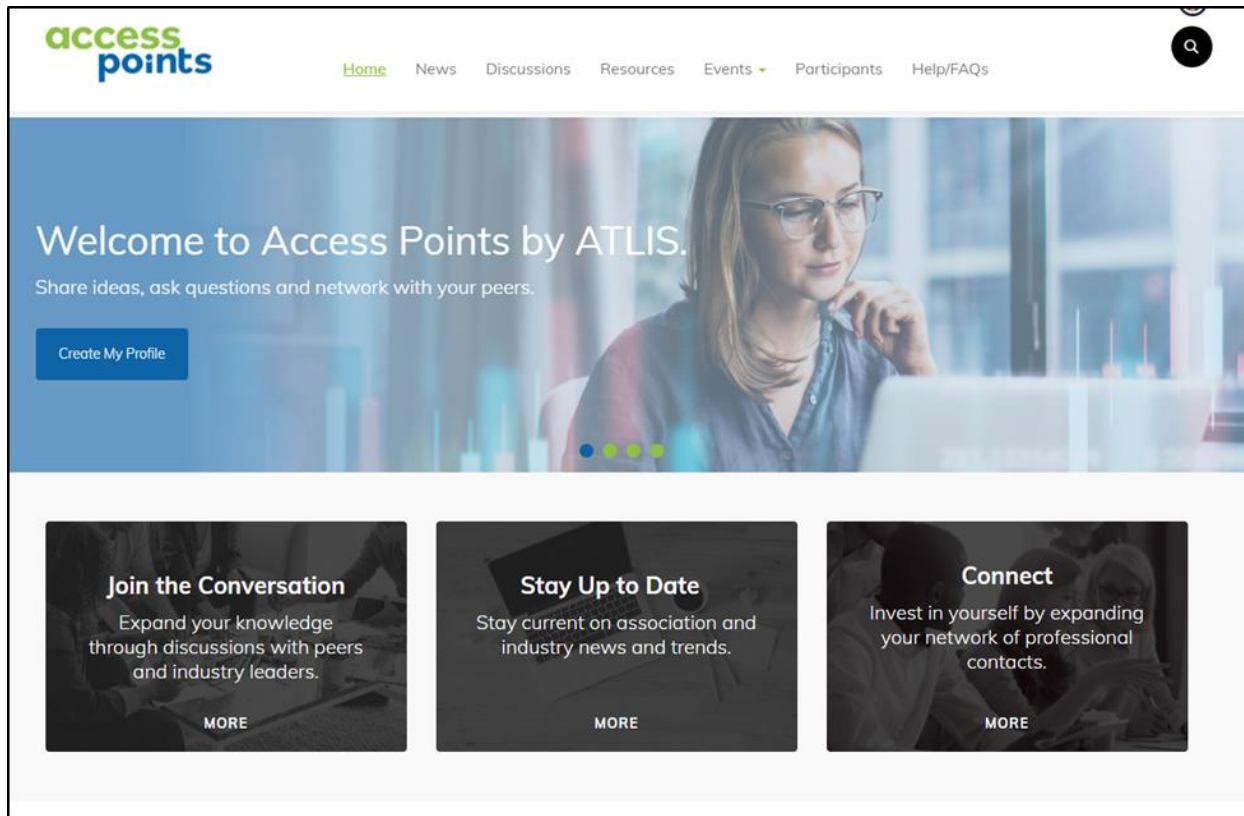 access
points
Home News Discussions Resources Events Participants Help/FAQs
Welcome to Access Points by ATLIS.
Share ideas, ask questions and network with your peers.
Create My Profile
Join the Conversation
Expand your knowledge
through discussions with peers
and industry leaders.
MORE
Stay Up to Date
Stay current on association and
industry news and trends.
MORE
Connect
Invest in yourself by expanding
your network of professional
contacts.
MORE